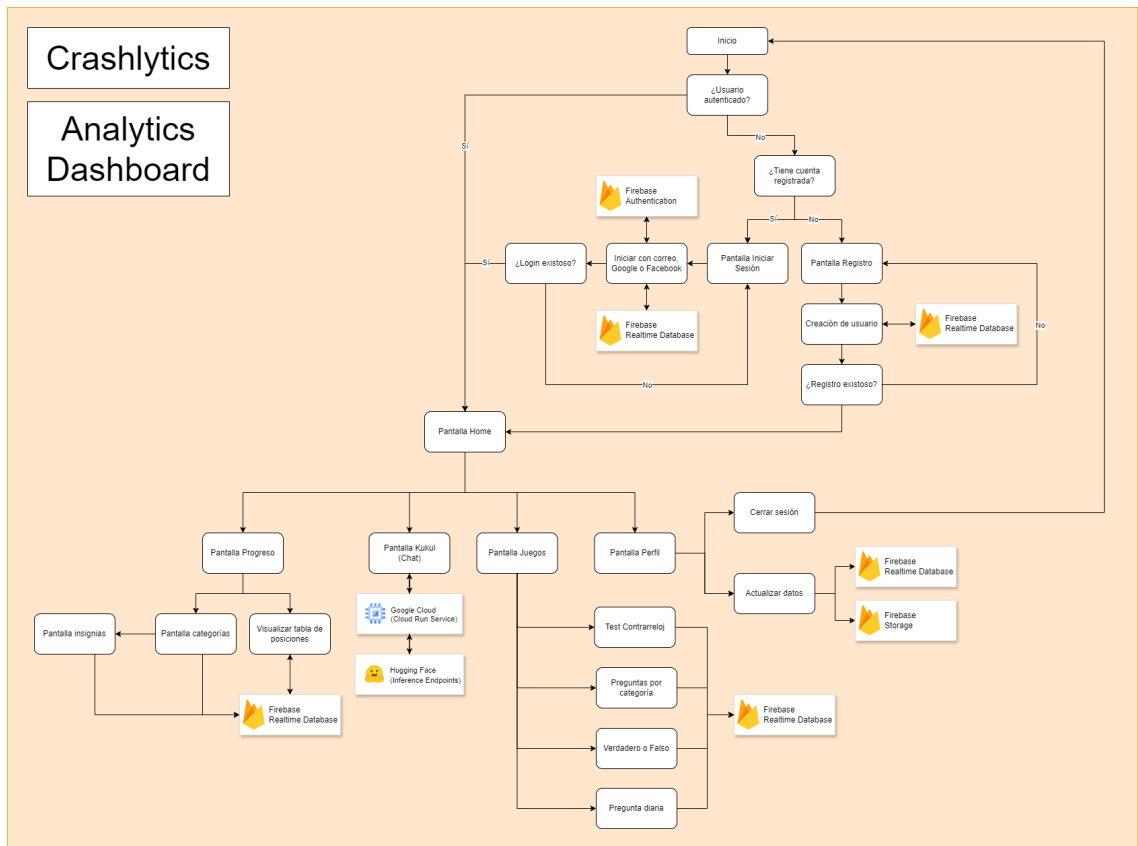 Crashlytics
Analytics
Dashboard
Inicio
¿Usuario
autenticado?
Sí
No
¿Tiene cuenta
registrada?
Sí
No
Firebase
Authentication
¿Login existoso?
Sí
Iniciar con correo,
Google o Facebook
Pantalla Iniciar
Sesión
Pantalla Registro
Firebase
Realtime Database
Creación de usuario
Firebase
Realtime Database
No
No
¿Registro existoso?
Pantalla Home
Cerrar sesión
Pantalla Progreso
Pantalla Kukul
(Chat)
Pantalla Juegos
Pantalla Perfil
Firebase
Realtime Database
Actualizar datos
Firebase
Storage
Google Cloud
(Cloud Run Service)
Pantalla insignias
Pantalla categorías
Visualizar tabla de
posiciones
Test Contrarreloj
Hugging Face
(Inference Endpoints)
Preguntas por
categoría
Firebase
Realtime Database
Firebase
Realtime Database
Verdadero o Falso
Pregunta diaria